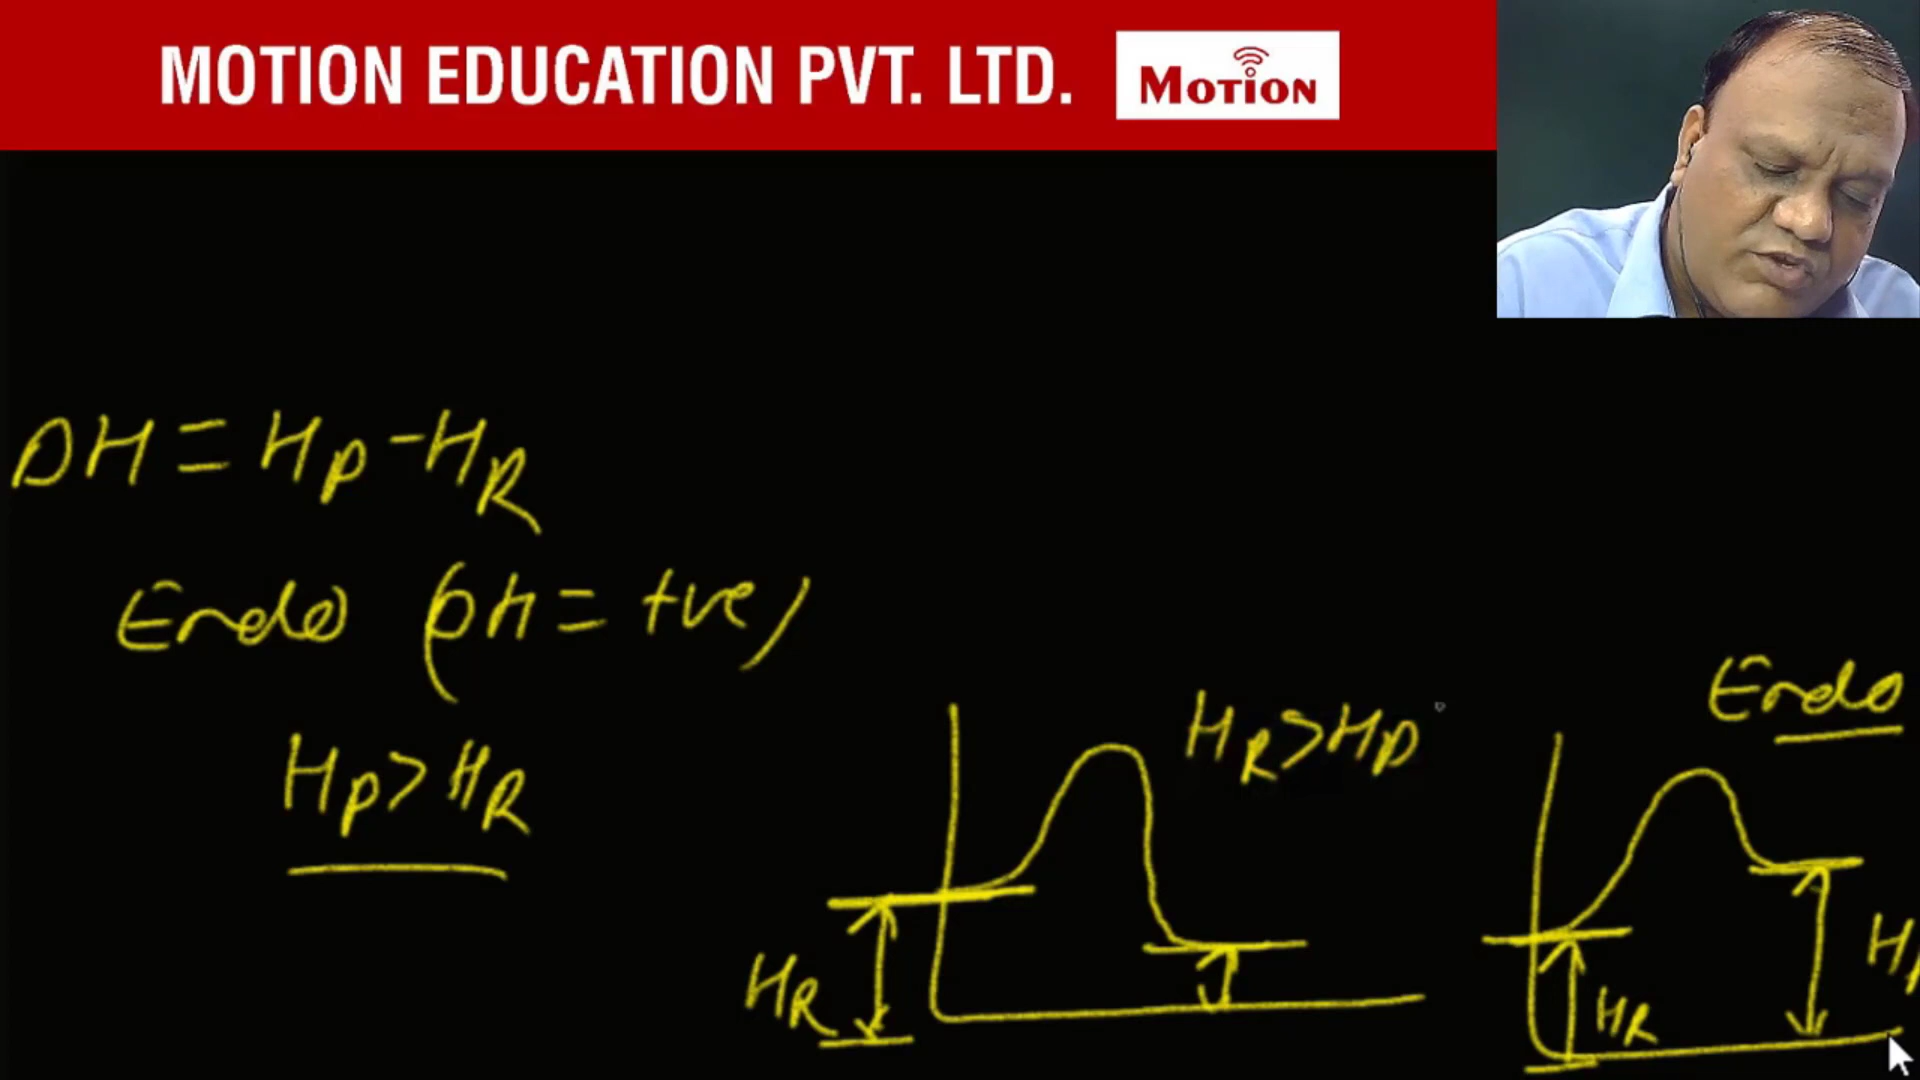 MOTION EDUCATION PVT. LTD.
MOTION
ΔH = HP - HR
Endo (ΔH = +ve)
HP > HR
HR > HP
HR
Endo
HR